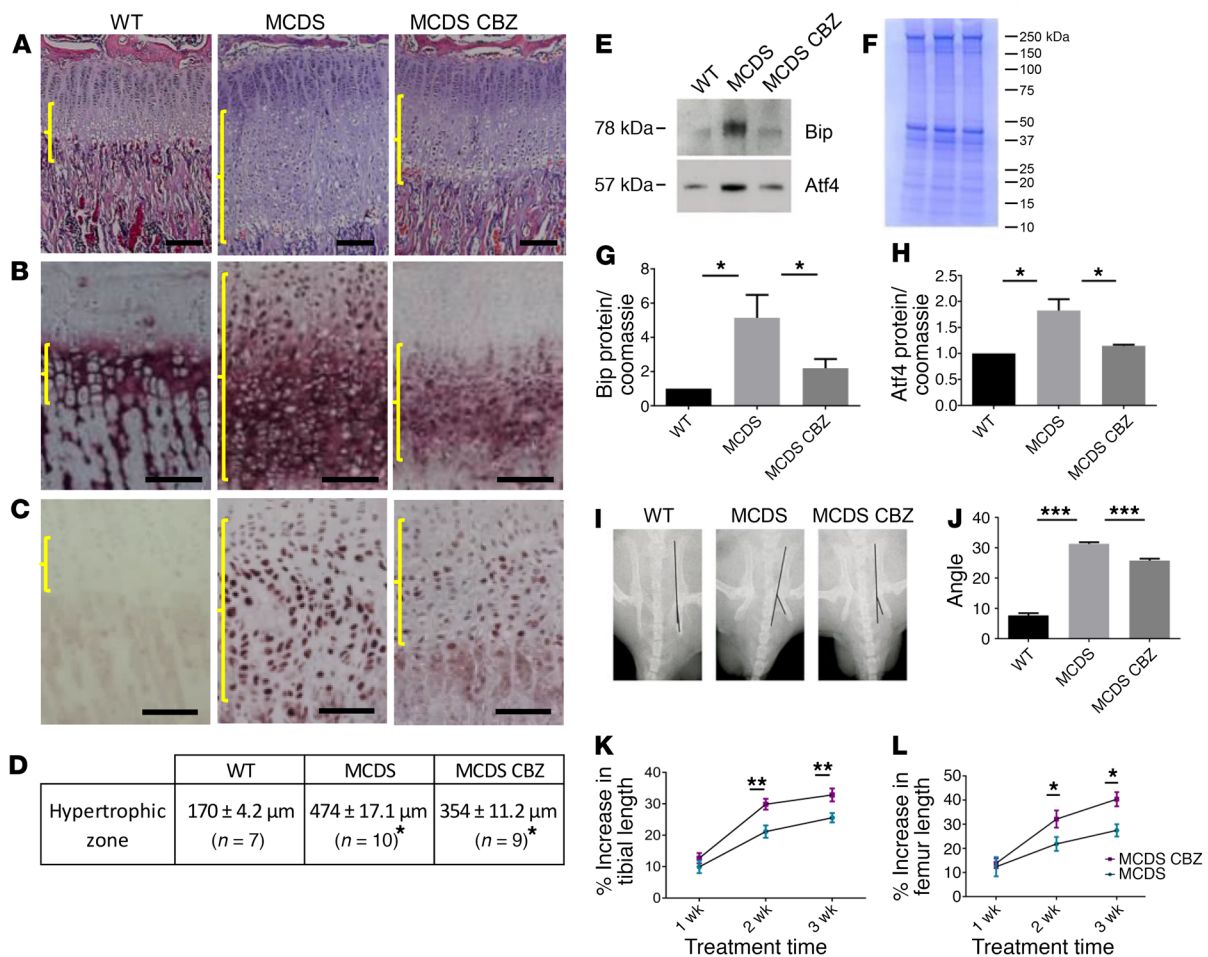 WT MCDS MCDS CBZ
A
B
C
D
WT MCDS MCDS CBZ
Hypertrophic zone 170 ± 4.2 µm 474 ± 17.1 µm 354 ± 11.2 µm
(n = 7) (n = 10)* (n = 9)*
E
WT MCDS MCDS CBZ
78 kDa Bip
57 kDa Atf4
F
250 kDa
150
100
75
50
37
25
20
15
10
G
Bip protein/
coomassie
8
6
4
2
0
* *
WT MCDS MCDS CBZ
H
Atf4 protein/
coomassie
2.5
2.0
1.5
1.0
0.5
0.0
* *
WT MCDS MCDS CBZ
I
WT MCDS MCDS CBZ
J
Angle
40
30
20
10
0
*** ***
WT MCDS MCDS CBZ
K
% Increase in
tibial length
40
30
20
10
0
** **
1 wk 2 wk 3 wk
Treatment time
L
% Increase in
femur length
50
40
30
20
10
0
* *
MCDS CBZ
MCDS
1 wk 2 wk 3 wk
Treatment time